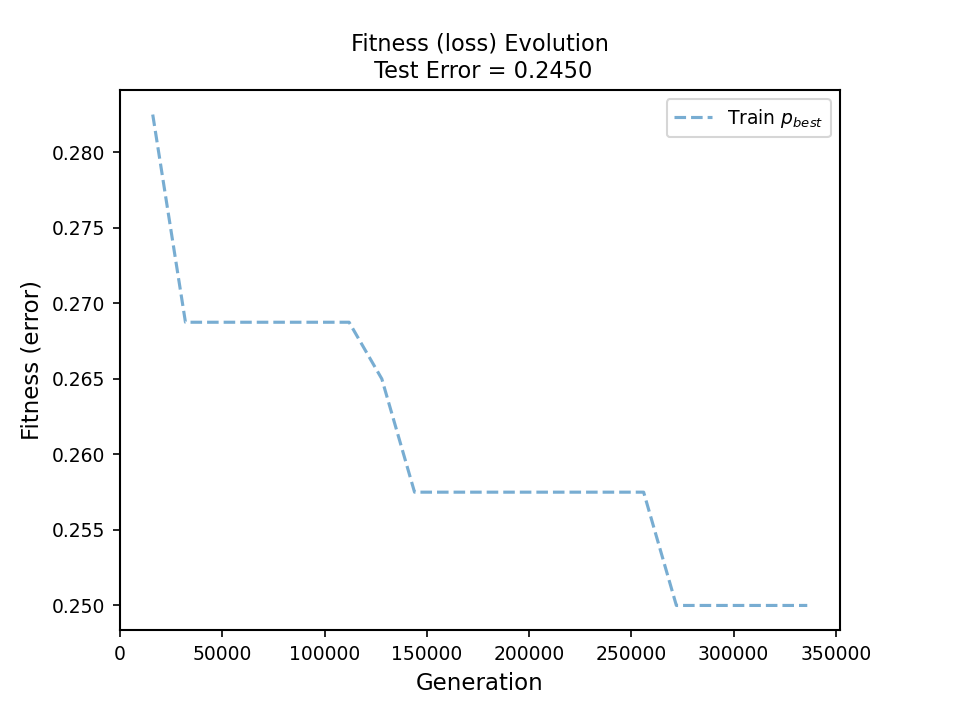 Fitness (loss) Evolution
Test Error = 0.2450
Train p_best
Fitness (error)
0.280
0.275
0.270
0.265
0.260
0.255
0.250
0 50000 100000 150000 200000 250000 300000 350000
Generation